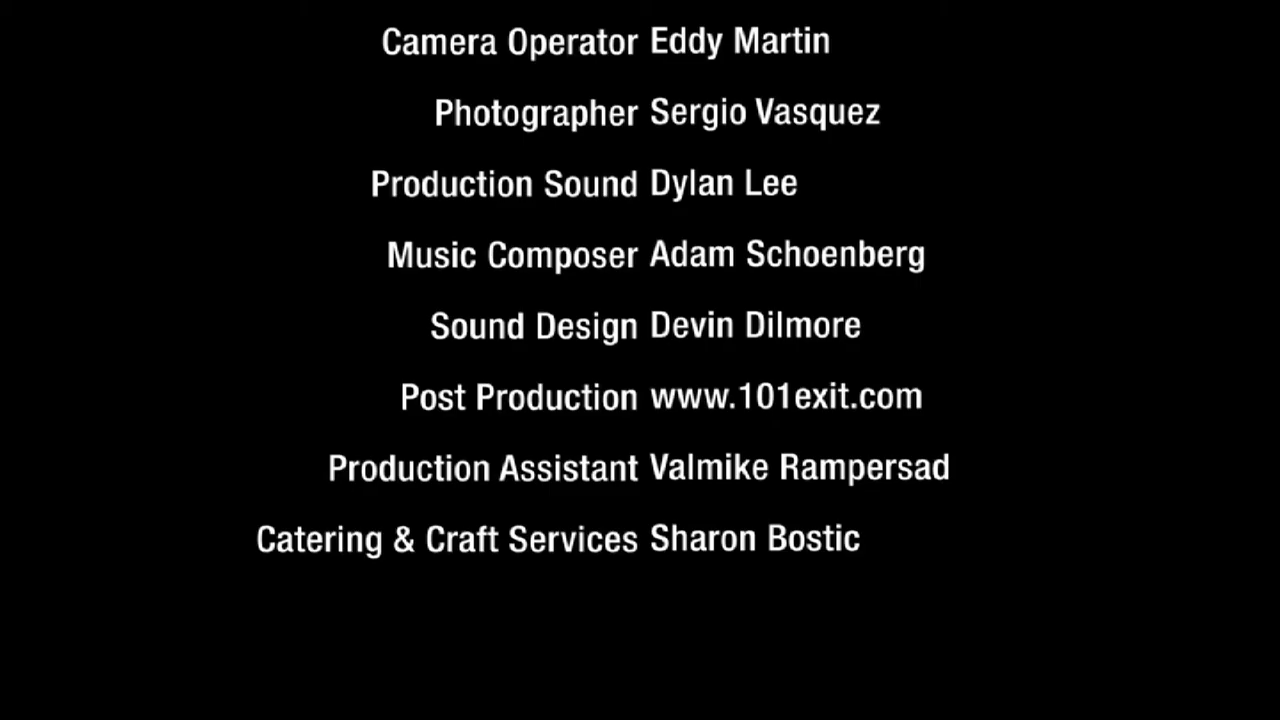 Camera Operator Eddy Martin
Photographer Sergio Vasquez
Production Sound Dylan Lee
Music Composer Adam Schoenberg
Sound Design Devin Dilmore
Post Production www.101exit.com
Production Assistant Valmike Rampersad
Catering & Craft Services Sharon Bostic